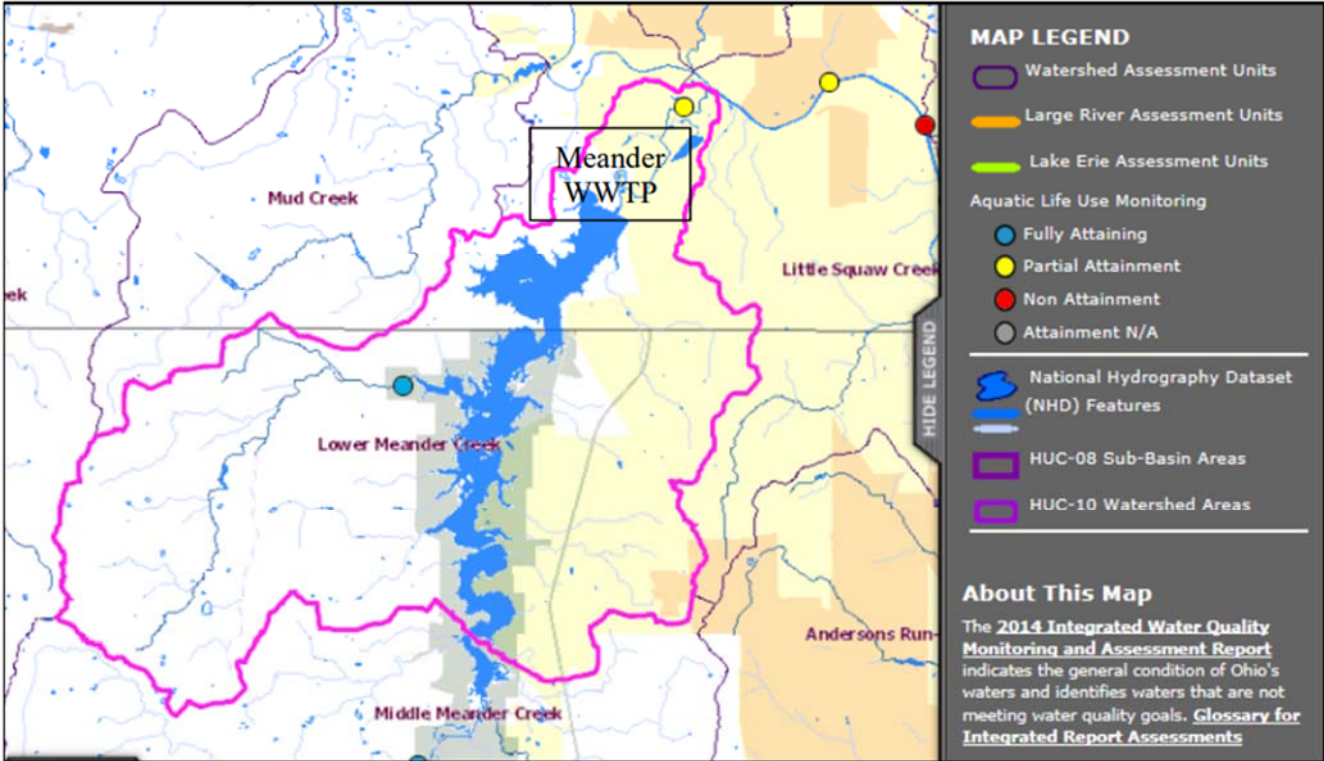 Meander
WWTP
Mud Creek
Little Squaw Creek
ek
Lower Meander Creek
Andersons Run-
Middle Meander Creek
HIDE LEGEND
MAP LEGEND
Watershed Assessment Units
Large River Assessment Units
Lake Erie Assessment Units
Aquatic Life Use Monitoring
Fully Attaining
Partial Attainment
Non Attainment
Attainment N/A
National Hydrography Dataset
(NHD) Features
HUC-08 Sub-Basin Areas
HUC-10 Watershed Areas
About This Map
The 2014 Integrated Water Quality
Monitoring and Assessment Report
indicates the general condition of Ohio's
waters and identifies waters that are not
meeting water quality goals. Glossary for
Integrated Report Assessments